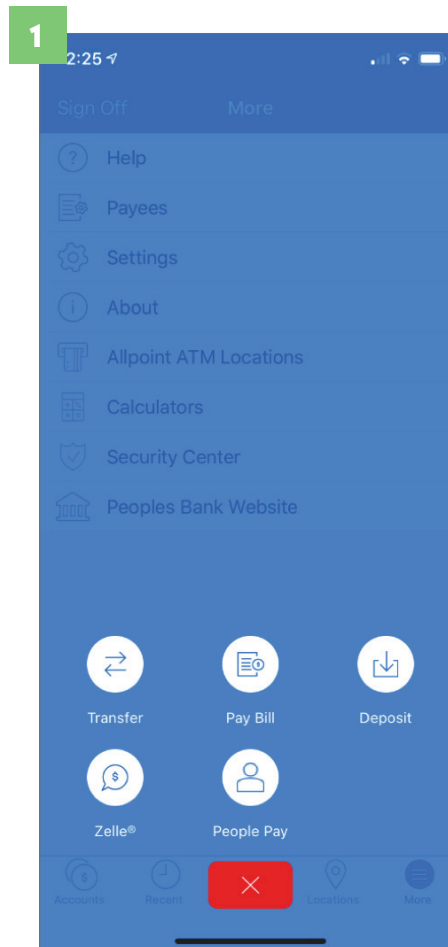 1
2:25
Sign Off More
Help
Payees
Settings
About
Allpoint ATM Locations
Calculators
Security Center
Peoples Bank Website
Transfer Pay Bill Deposit
Zelle® People Pay
Accounts Recent Locations More